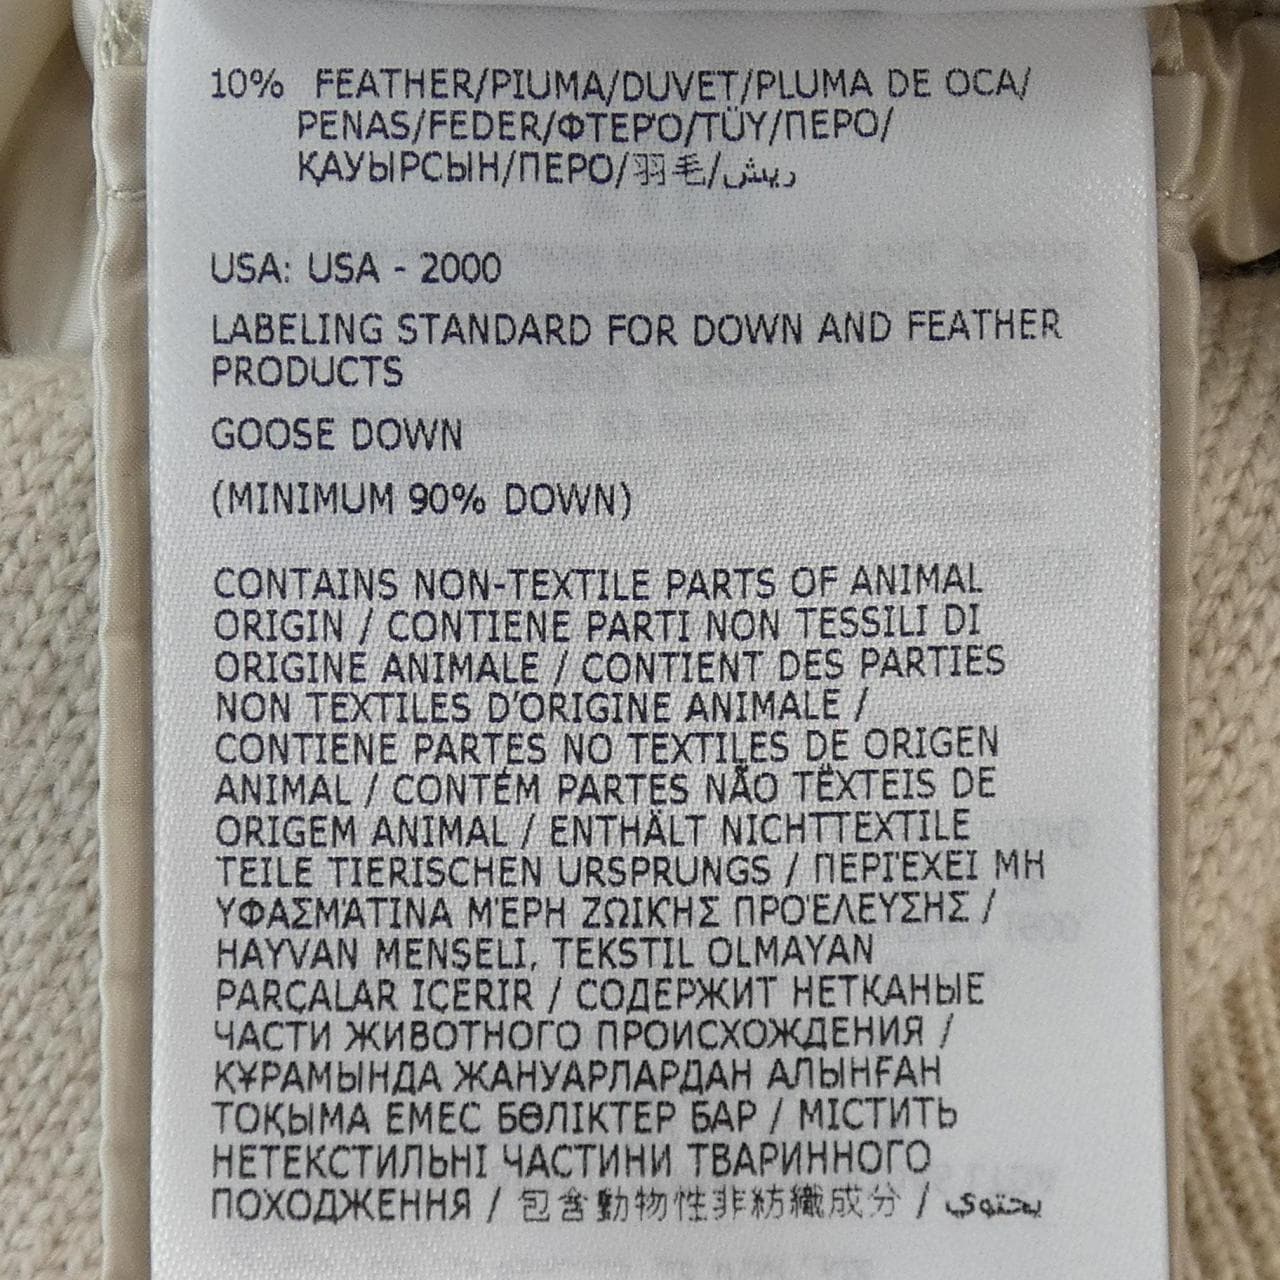 10% FEATHER/PIUMA/DUVET/PLUMA DE OCA/
PENAS/FEDER/ΦΤΕΡΌ/TÜY/ПЕРО/
ҚАУЫРСЫН/ПЕРО/羽毛/ريش
USA: USA - 2000
LABELING STANDARD FOR DOWN AND FEATHER
PRODUCTS
GOOSE DOWN
(MINIMUM 90% DOWN)
CONTAINS NON-TEXTILE PARTS OF ANIMAL
ORIGIN / CONTIENE PARTI NON TESSILI DI
ORIGINE ANIMALE / CONTIENT DES PARTIES
NON TEXTILES D'ORIGINE ANIMALE /
CONTIENE PARTES NO TEXTILES DE ORIGEN
ANIMAL / CONTÉM PARTES NÃO TËXTEIS DE
ORIGEM ANIMAL / ENTHÄLT NICHTTEXTILE
TEILE TIERISCHEN URSPRUNGS / ΠΕΡΙΈΧΕΙ ΜΗ
ΥΦΑΣΜΆΤΙΝΑ ΜΈΡΗ ΖΩΙΚΉΣ ΠΡΟΈΛΕΥΣΗΣ /
HAYVAN MENŞELI, TEKSTIL OLMAYAN
PARÇALAR IÇERIR / СОДЕРЖИТ НЕТКАНЫЕ
ЧАСТИ ЖИВОТНОГО ПРОИСХОЖДЕНИЯ /
ҚҰРАМЫНДА ЖАНУАРЛАРДАН АЛЫНҒАН
ТОҚЫМА ЕМЕС БӨЛІКТЕР БАР / МІСТИТЬ
НЕТЕКСТИЛЬНІ ЧАСТИНИ ТВАРИННОГО
ПОХОДЖЕННЯ / 包含動物性非紡織成分 / يحتوي